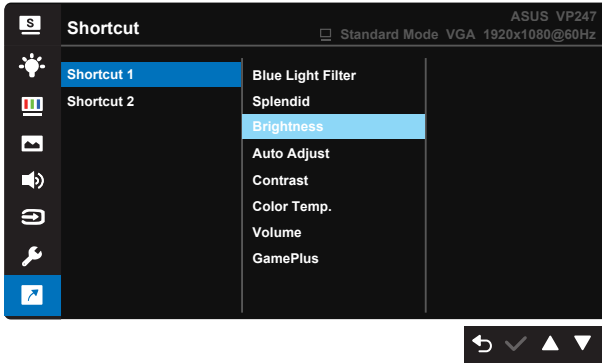 S
Shortcut
ASUS VP247
Standard Mode VGA 1920x1080@60Hz
Shortcut 1
Shortcut 2
Blue Light Filter
Splendid
Brightness
Auto Adjust
Contrast
Color Temp.
Volume
GamePlus